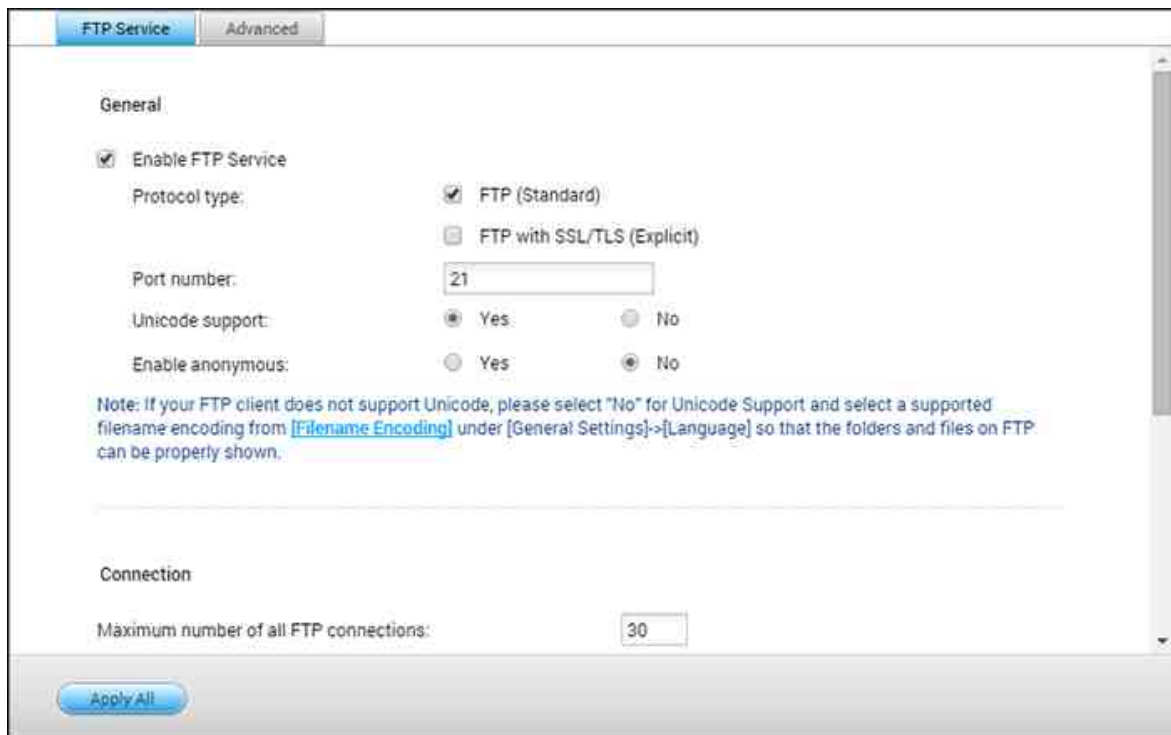 FTP Service Advanced
General
Enable FTP Service
Protocol type: FTP (Standard)
FTP with SSL/TLS (Explicit)
Port number: 21
Unicode support: Yes No
Enable anonymous: Yes No
Note: If your FTP client does not support Unicode, please select "No" for Unicode Support and select a supported
filename encoding from [Filename Encoding] under [General Settings]->[Language] so that the folders and files on FTP
can be properly shown.
Connection
Maximum number of all FTP connections: 30
Apply All